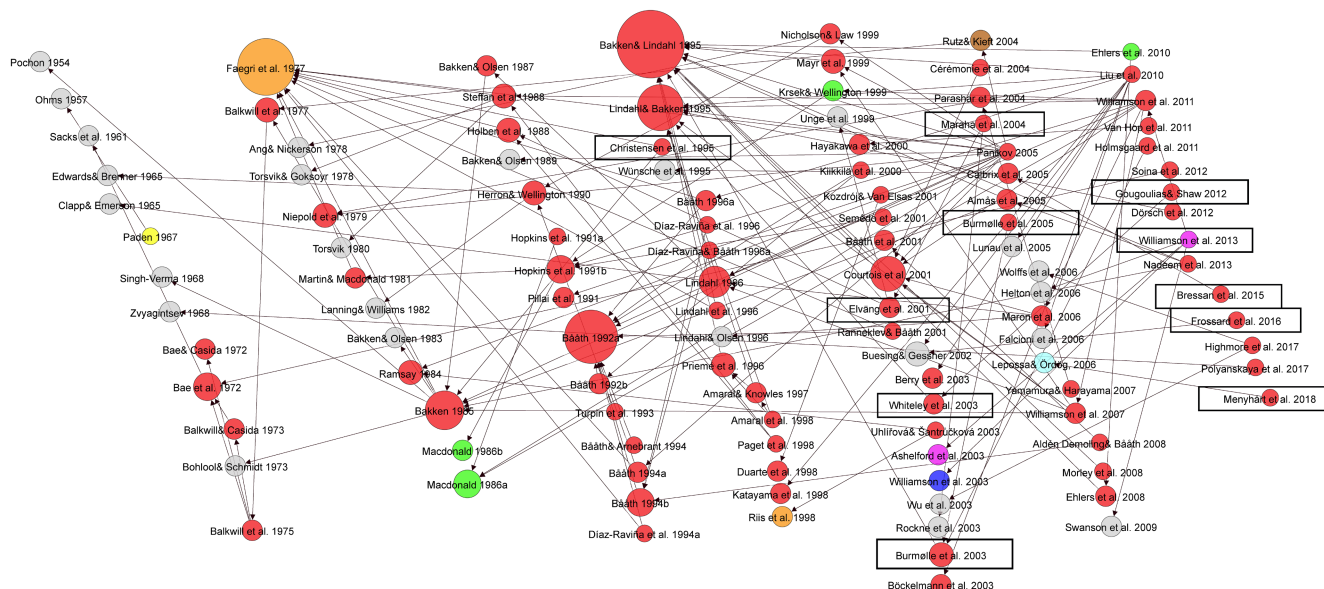 Pochon 1954
Ohms 1957
Sacks et al. 1961
Edwards& Bremer 1965
Clapp& Emerson 1965
Paden 1967
Singh-Verma 1968
Zvyagintsev 1968
Bae& Casida 1972
Bae et al. 1972
Balkwill& Casida 1973
Bohlool& Schmidt 1973
Balkwill et al. 1975
Faegri et al. 1977
Balkwill et al. 1977
Ang& Nickerson 1978
Torsvik& Goksoyr 1978
Niepold et al. 1979
Torsvik 1980
Martin& Macdonald 1981
Lanning& Williams 1982
Bakken& Olsen 1983
Ramsay 1984
Bakken 1985
Macdonald 1986b
Macdonald 1986a
Bakken& Olsen 1987
Steffan et al. 1988
Holben et al. 1988
Bakken& Olsen 1989
Herron& Wellington 1990
Hopkins et al. 1991a
Hopkins et al. 1991b
Pillai et al. 1991
Bååth 1992a
Bååth 1992b
Turpin et al. 1993
Bååth& Arnebrant 1994
Bååth 1994a
Bååth 1994b
Díaz-Raviña et al. 1994a
Bakken& Lindahl 1995
Lindahl& Bakken 1995
Christensen et al. 1995
Wünsche et al. 1995
Bååth 1996a
Díaz-Raviña et al. 1996
Díaz-Raviña& Bååth 1996a
Lindahl 1996
Lindahl et al. 1996
Lindahl& Olsen 1996
Priemé et al. 1996
Amaral& Knowles 1997
Amaral et al. 1998
Paget et al. 1998
Duarte et al. 1998
Katayama et al. 1998
Riis et al. 1998
Nicholson& Law 1999
Mayr et al. 1999
Krsek& Wellington 1999
Unge et al. 1999
Hayakawa et al. 2000
Kliikkilä et al. 2000
Kozdrój& Van Elsas 2001
Semedo et al. 2001
Bååth et al. 2001
Courtois et al. 2001
Elväng et al. 2001
Ranneklev& Bååth 2001
Buesing& Gessner 2002
Berry et al. 2003
Whiteley et al. 2003
Uhlířová& Šantrůčková 2003
Ashelford et al. 2003
Williamson et al. 2003
Wu et al. 2003
Rockne et al. 2003
Burmølle et al. 2003
Böckelmann et al. 2003
Rutz& Kieft 2004
Cérémonie et al. 2004
Parashar et al. 2004
Maraha et al. 2004
Panikov 2005
Calbrix et al. 2005
Almås et al. 2005
Burmølle et al. 2005
Lunau et al. 2005
Wolffs et al. 2006
Helton et al. 2006
Maron et al. 2006
Falcioni et al. 2006
Lepossa& Ördog, 2006
Yamamura& Harayama 2007
Williamson et al. 2007
Aldén Demoling& Bååth 2008
Morley et al. 2008
Ehlers et al. 2008
Swanson et al. 2009
Ehlers et al. 2010
Liu et al. 2010
Williamson et al. 2011
Van Hop et al. 2011
Holmsgaard et al. 2011
Soina et al. 2012
Gougoulias& Shaw 2012
Dörsch et al. 2012
Williamson et al. 2013
Nadeem et al. 2013
Bressan et al. 2015
Frossard et al. 2016
Highmore et al. 2017
Polyanskaya et al. 2017
Menyhart et al. 2018